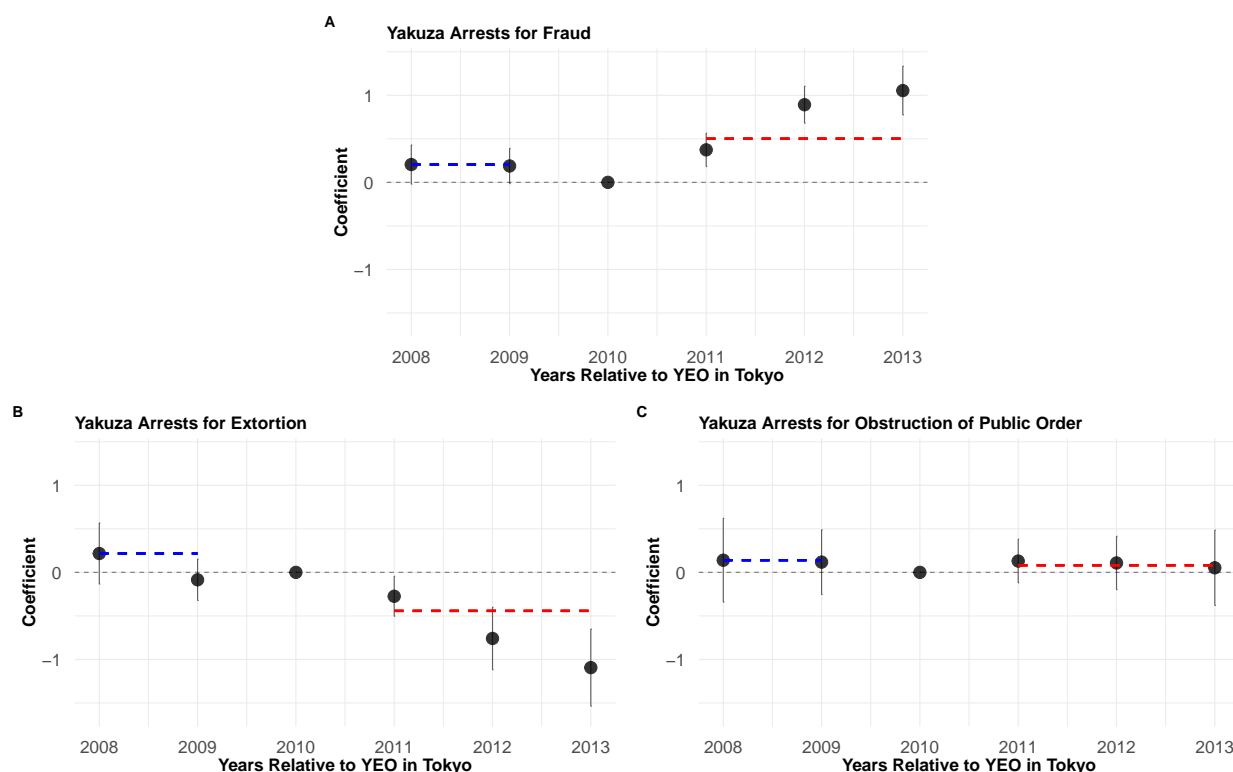 A
Yakuza Arrests for Fraud
Coefficient
1
0
−1
2008 2009 2010 2011 2012 2013
Years Relative to YEO in Tokyo
B
Yakuza Arrests for Extortion
Coefficient
1
0
−1
2008 2009 2010 2011 2012 2013
Years Relative to YEO in Tokyo
C
Yakuza Arrests for Obstruction of Public Order
Coefficient
1
0
−1
2008 2009 2010 2011 2012 2013
Years Relative to YEO in Tokyo